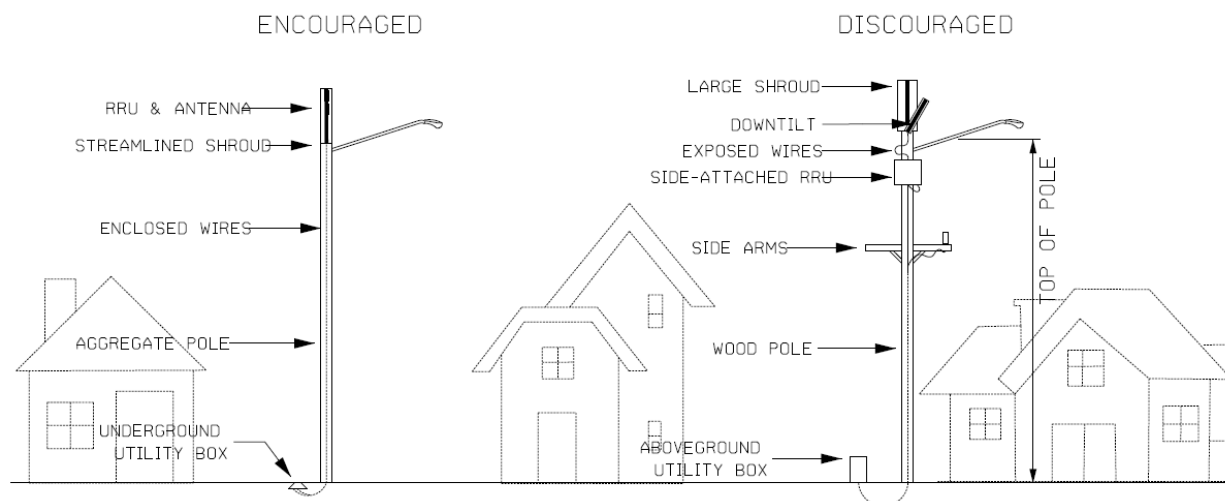 ENCOURAGED
RRU & ANTENNA
STREAMLINED SHROUD
ENCLOSED WIRES
AGGREGATE POLE
UNDERGROUND
UTILITY BOX
DISCOURAGED
LARGE SHROUD
DOWNTILT
EXPOSED WIRES
SIDE-ATTACHED RRU
SIDE ARMS
WOOD POLE
ABOVEGROUND
UTILITY BOX
TOP OF POLE